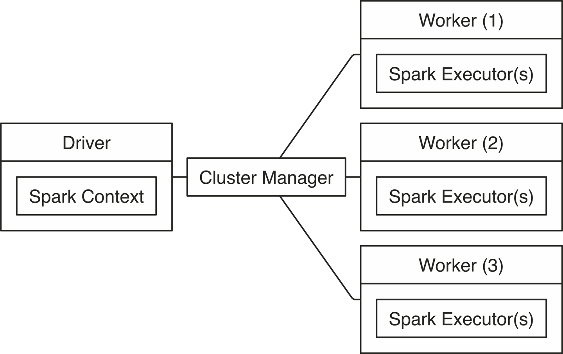 Driver
Spark Context
Cluster Manager
Worker (1)
Spark Executor(s)
Worker (2)
Spark Executor(s)
Worker (3)
Spark Executor(s)